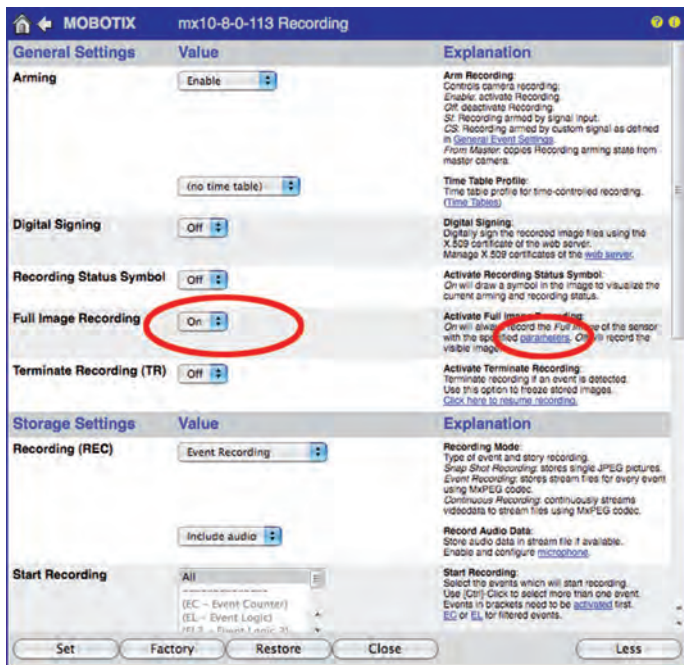 MOBOTIX mx10-8-0-113 Recording
General Settings Value Explanation
Arming
Enable
Arm Recording:
Controls camera recording.
Enable: activate Recording.
Off: deactivate Recording.
SI: Recording armed by signal input.
CS: Recording armed by custom signal as defined
in General Event Settings.
From Master: copies Recording arming state from
master camera.
(no time table)
Time Table Profile:
Time table profile for time-controlled recording.
(Time Tables)
Digital Signing
Off
Digital Signing:
Digitally sign the recorded image files using the
X.509 certificate of the web server.
Manage X.509 certificates of the web server.
Recording Status Symbol
Off
Activate Recording Status Symbol:
On will draw a symbol in the image to visualize the
current arming and recording status.
Full Image Recording
On
Activate Full Image Recording:
On will always record the Full Image of the sensor
with the specified parameters. Off will record the
visible image.
Terminate Recording (TR)
Off
Activate Terminate Recording:
Terminate recording if an event is detected.
Use this option to freeze stored images.
Click here to resume recording.
Storage Settings Value Explanation
Recording (REC)
Event Recording
Recording Mode:
Type of event and story recording.
Snap Shot Recording: stores single JPEG pictures.
Event Recording: stores stream files for every event
using MxPEG codec.
Continuous Recording: continuously streams
videodata to stream files using MxPEG codec.
Include audio
Record Audio Data:
Store audio data in stream file if available.
Enable and configure microphone.
Start Recording
All
---------------
(EC – Event Counter)
(EL – Event Logic)
(EL2 – Event Logic 2)
Start Recording:
Select the events which will start recording.
Use [Ctrl]-Click to select more than one event.
Events in brackets need to be activated first.
EC or EL for filtered events.
Set Factory Restore Close Less